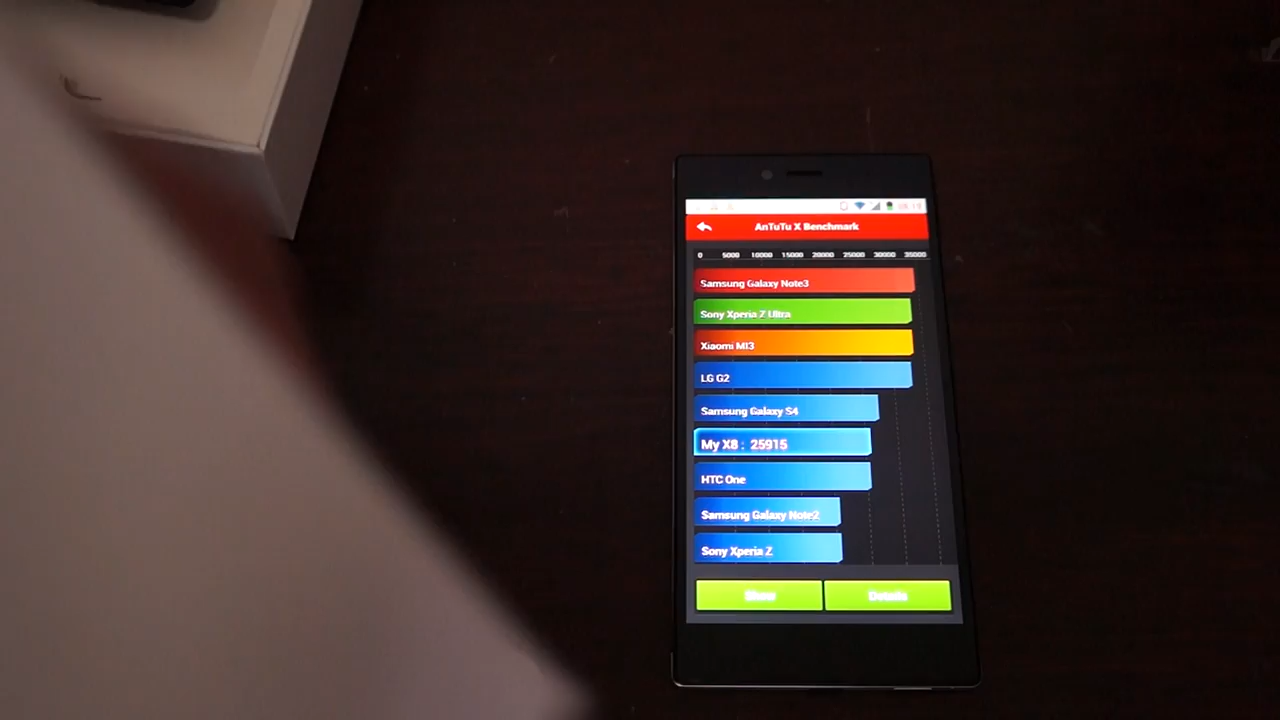 AnTuTu X Benchmark
0 5000 10000 15000 20000 25000 30000 35000
Samsung Galaxy Note3
Sony Xperia Z Ultra
Xiaomi MI3
LG G2
Samsung Galaxy S4
My X8 : 25915
HTC One
Samsung Galaxy Note2
Sony Xperia Z
Details